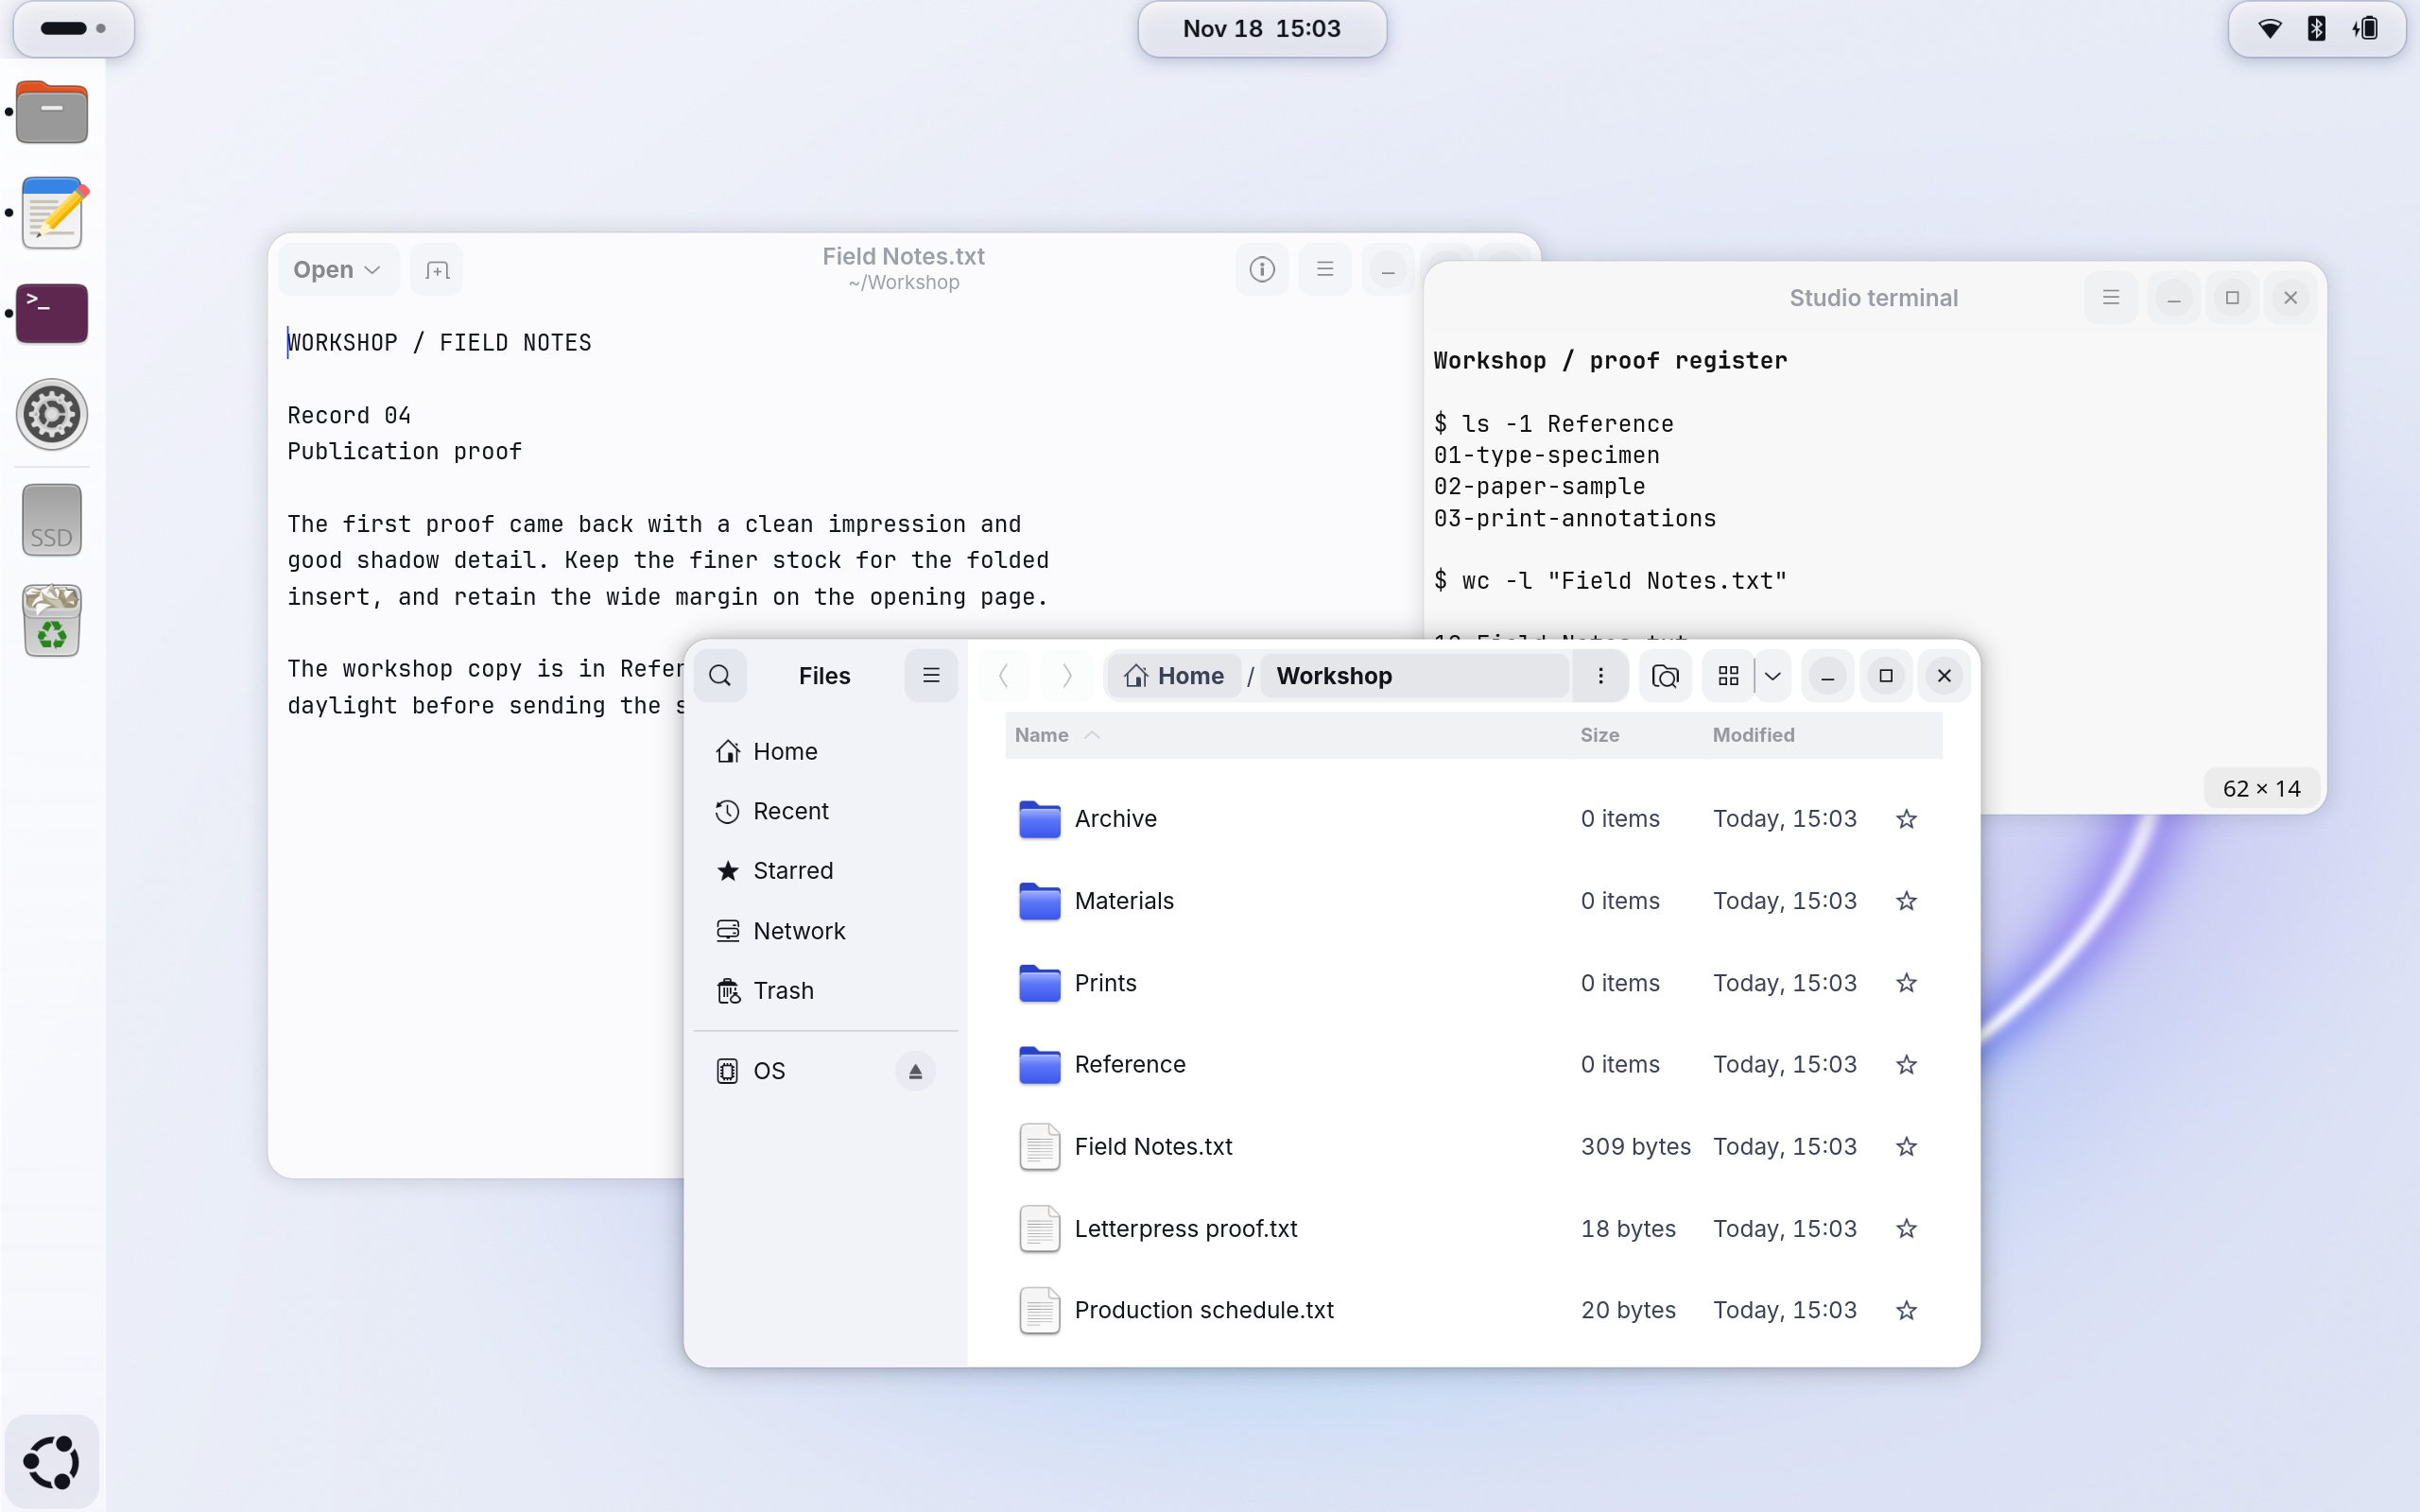 Nov 18 15:03
SSD
Open
Field Notes.txt
~/Workshop
WORKSHOP / FIELD NOTES
Record 04
Publication proof
The first proof came back with a clean impression and
good shadow detail. Keep the finer stock for the folded
insert, and retain the wide margin on the opening page.
The workshop copy is in
daylight before sending the
Studio terminal
Workshop / proof register
$ ls -1 Reference
01-type-specimen
02-paper-sample
03-print-annotations
$ wc -l "Field Notes.txt"
62 × 14
Files
Home
Recent
Starred
Network
Trash
OS
Home / Workshop
Name Size Modified
Archive 0 items Today, 15:03
Materials 0 items Today, 15:03
Prints 0 items Today, 15:03
Reference 0 items Today, 15:03
Field Notes.txt 309 bytes Today, 15:03
Letterpress proof.txt 18 bytes Today, 15:03
Production schedule.txt 20 bytes Today, 15:03